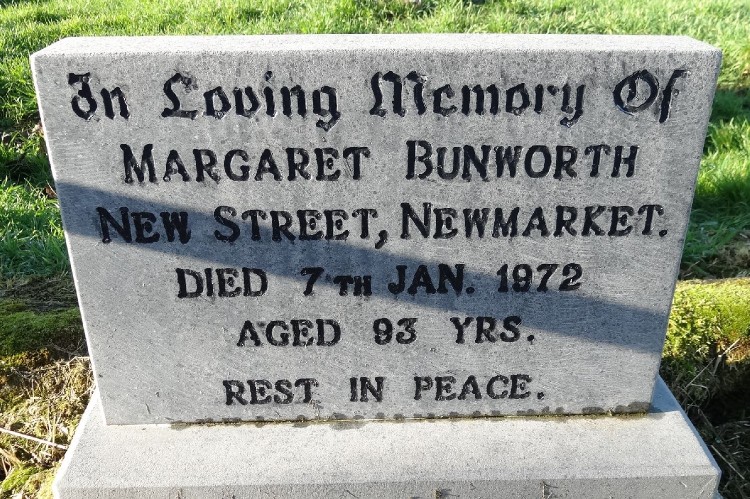 In Loving Memory Of
MARGARET BUNWORTH
NEW STREET, NEWMARKET.
DIED 7TH JAN. 1972
AGED 93 YRS.
REST IN PEACE.